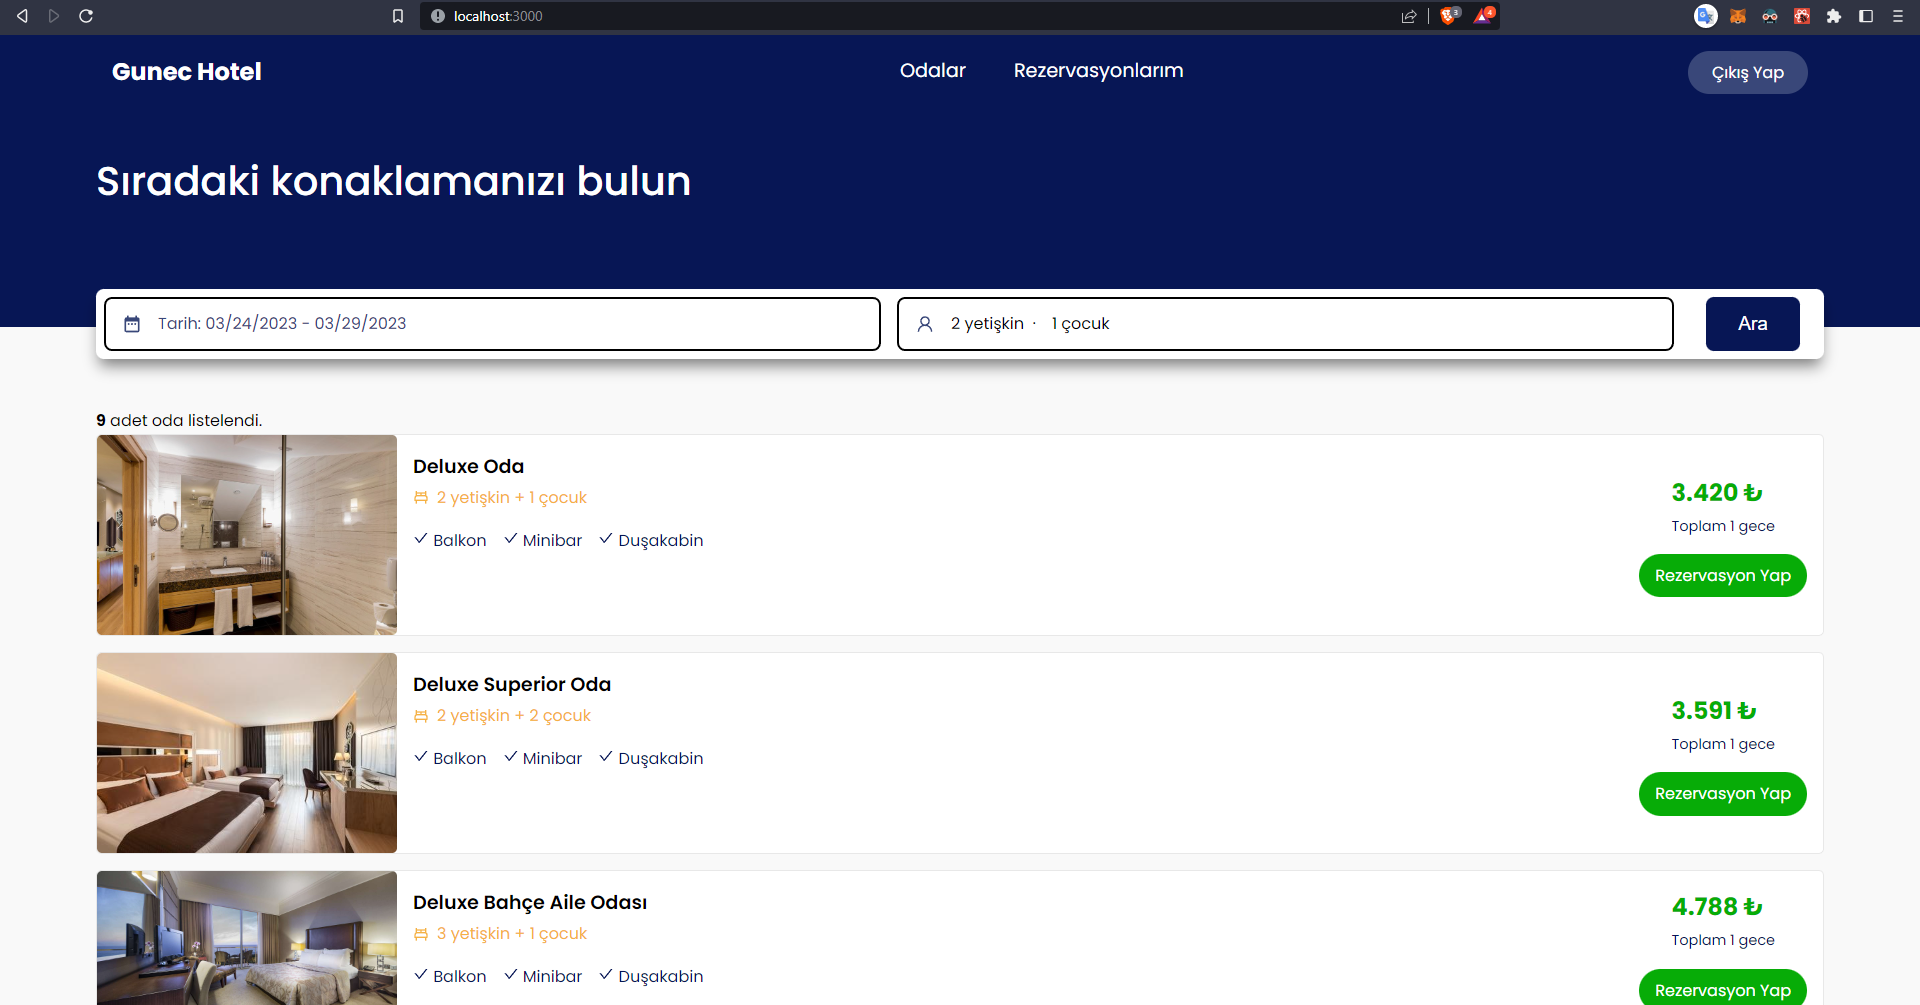 localhost:3000
3
4
Gunec Hotel
Odalar
Rezervasyonlarım
Çıkış Yap
Sıradaki konaklamanızı bulun
Tarih: 03/24/2023 - 03/29/2023
2 yetişkin · 1 çocuk
Ara
9 adet oda listelendi.
Deluxe Oda
2 yetişkin + 1 çocuk
Balkon Minibar Duşakabin
3.420 ₺
Toplam 1 gece
Rezervasyon Yap
Deluxe Superior Oda
2 yetişkin + 2 çocuk
Balkon Minibar Duşakabin
3.591 ₺
Toplam 1 gece
Rezervasyon Yap
Deluxe Bahçe Aile Odası
3 yetişkin + 1 çocuk
Balkon Minibar Duşakabin
4.788 ₺
Toplam 1 gece
Rezervasyon Yap